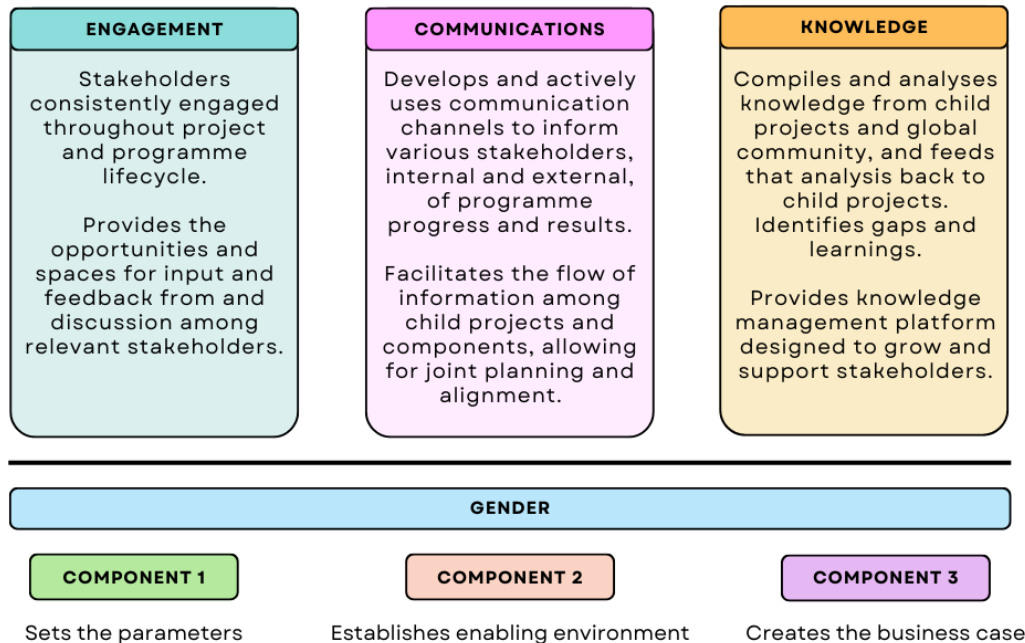 ENGAGEMENT
Stakeholders
consistently engaged
throughout project
and programme
lifecycle.
Provides the
opportunities and
spaces for input and
feedback from and
discussion among
relevant stakeholders.
COMMUNICATIONS
Develops and actively
uses communication
channels to inform
various stakeholders,
internal and external,
of programme
progress and results.
Facilitates the flow of
information among
child projects and
components, allowing
for joint planning and
alignment.
KNOWLEDGE
Compiles and analyses
knowledge from child
projects and global
community, and feeds
that analysis back to
child projects.
Identifies gaps and
learnings.
Provides knowledge
management platform
designed to grow and
support stakeholders.
GENDER
COMPONENT 1
Sets the parameters
COMPONENT 2
Establishes enabling environment
COMPONENT 3
Creates the business case